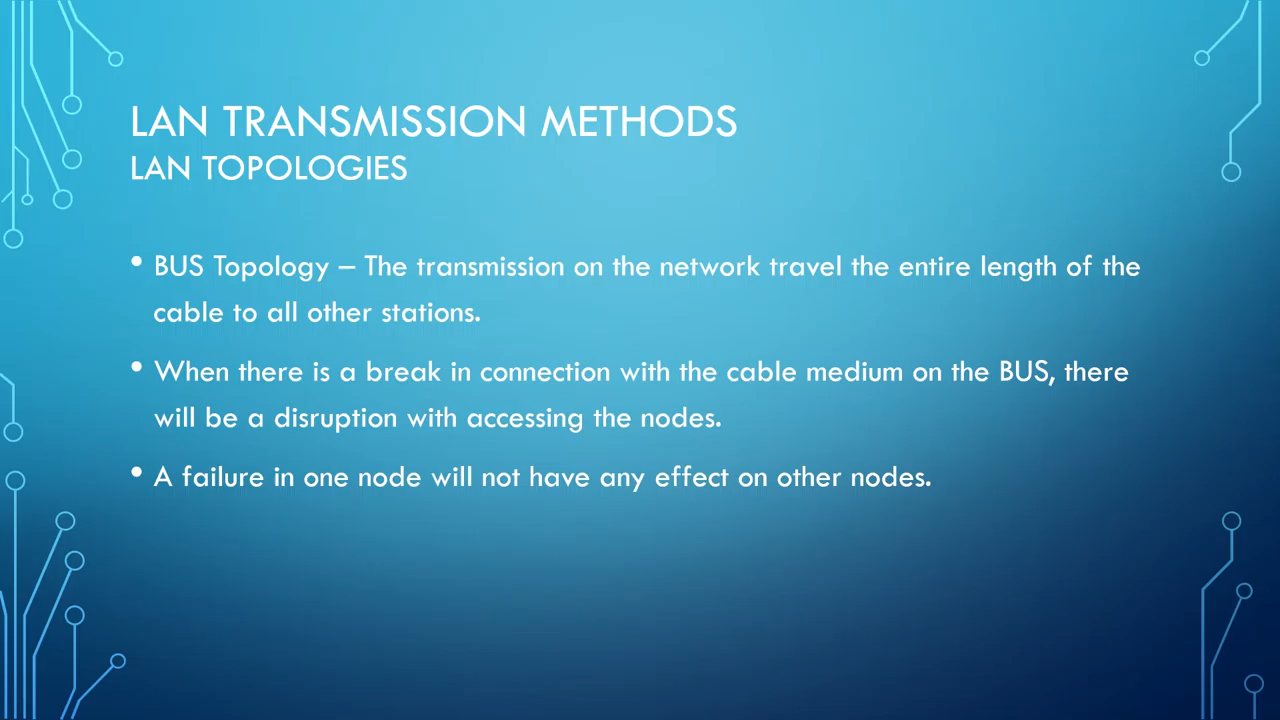 LAN TRANSMISSION METHODS
LAN TOPOLOGIES
• BUS Topology – The transmission on the network travel the entire length of the
cable to all other stations.
• When there is a break in connection with the cable medium on the BUS, there
will be a disruption with accessing the nodes.
• A failure in one node will not have any effect on other nodes.